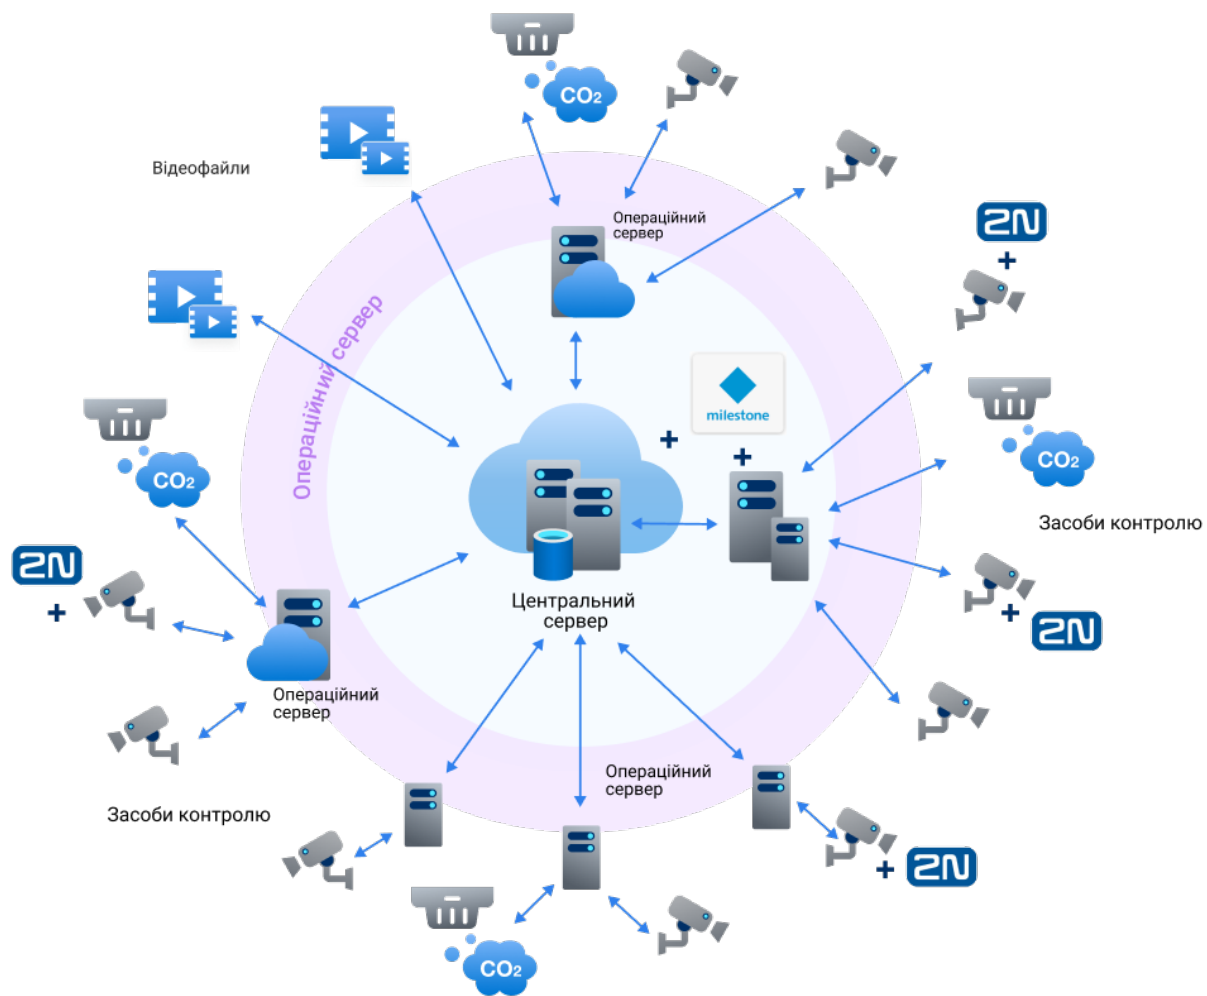 CO2
Відеофайли
Операційний
сервер
2N
+
Операційний сервер
milestone
+
+
CO2
CO2
Засоби контролю
2N
+
Центральний
сервер
+
2N
Операційний
сервер
Операційний
сервер
Засоби контролю
+
2N
CO2